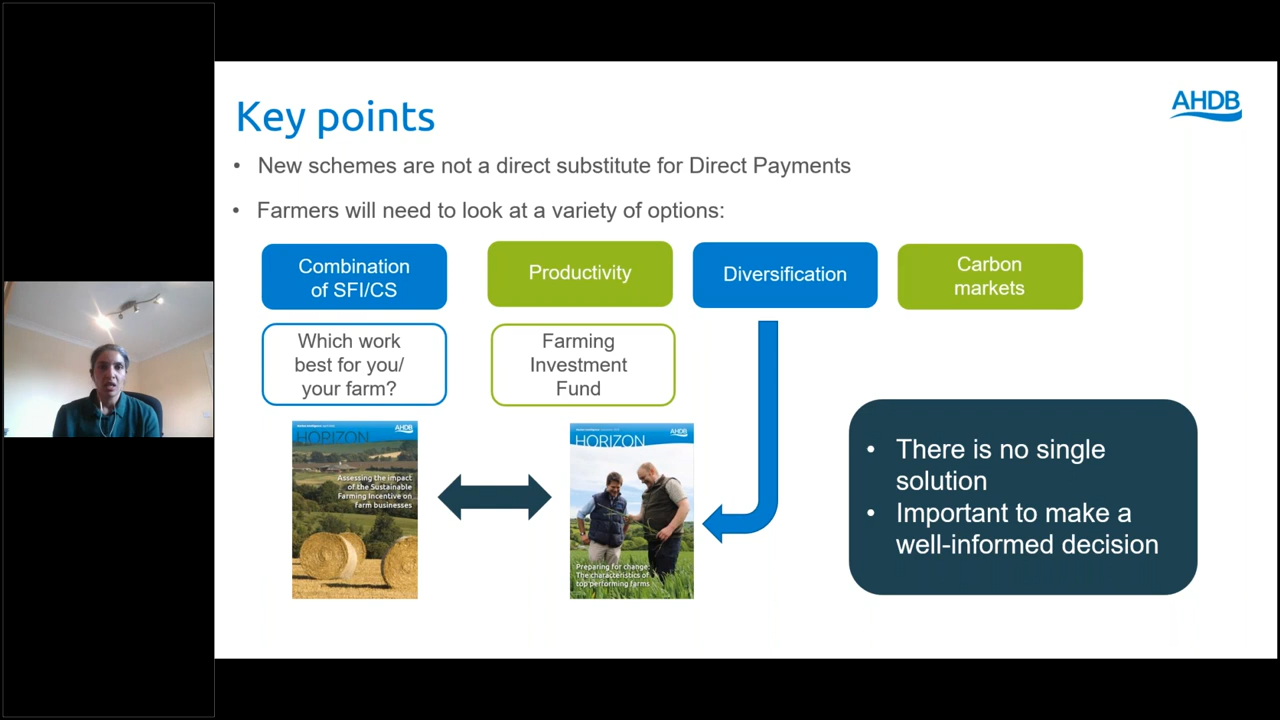 Key points
AHDB
• New schemes are not a direct substitute for Direct Payments
• Farmers will need to look at a variety of options:
Combination
of SFI/CS
Productivity
Diversification
Carbon
markets
Which work
best for you/
your farm?
Farming
Investment
Fund
AHDB
HORIZON
Assessing the impact
of the Sustainable
Farming Incentive on
farm businesses
AHDB
HORIZON
Preparing for change:
The characteristics of
top performing farms
• There is no single
solution
• Important to make a
well-informed decision